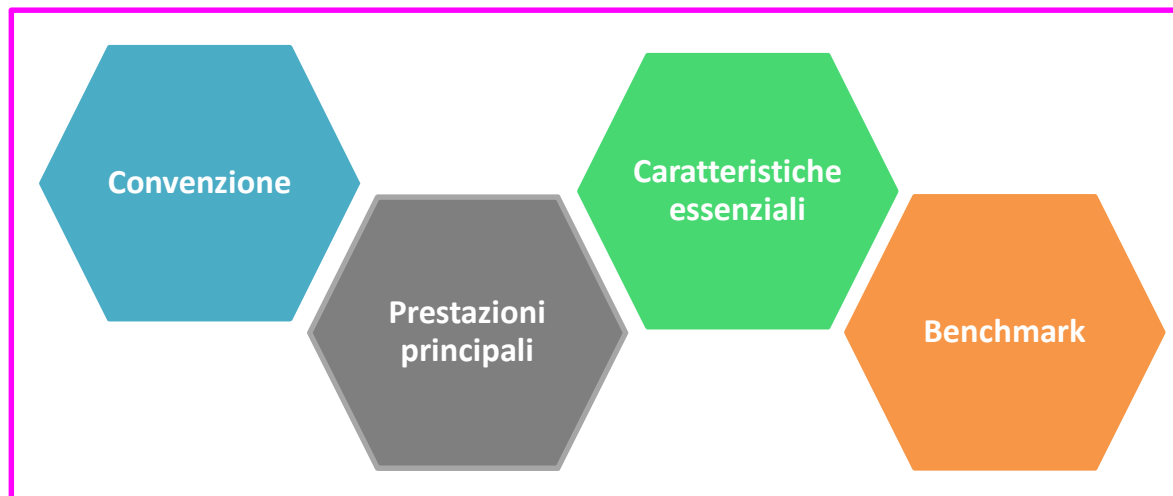 Convenzione
Prestazioni
principali
Caratteristiche
essenziali
Benchmark